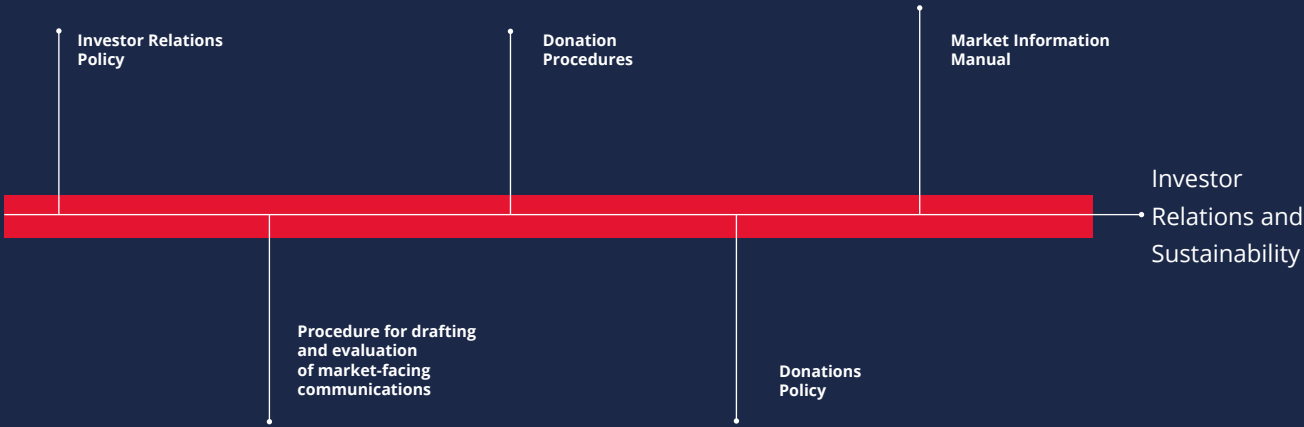 Investor Relations
Policy
Donation
Procedures
Market Information
Manual
Investor
Relations and
Sustainability
Procedure for drafting
and evaluation
of market-facing
communications
Donations
Policy